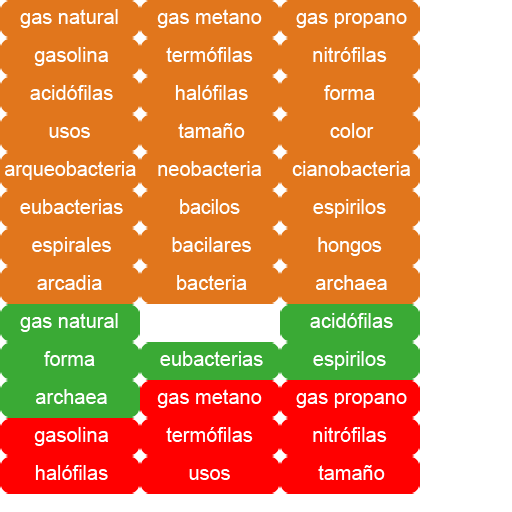 gas natural gas metano gas propano
gasolina termófilas nitrófilas
acidófilas halófilas forma
usos tamaño color
arqueobacteria neobacteria cianobacteria
eubacterias bacilos espirilos
espirales bacilares hongos
arcadia bacteria archaea
gas natural acidófilas
forma eubacterias espirilos
archaea gas metano gas propano
gasolina termófilas nitrófilas
halófilas usos tamaño